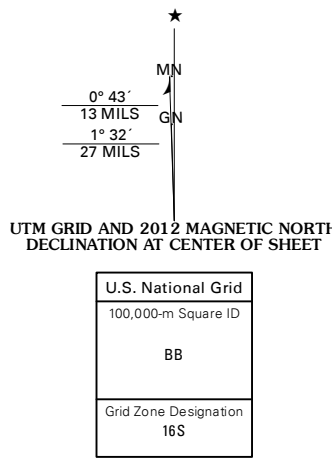 ★
MN
0° 43´
13 MILS
GN
1° 32´
27 MILS
UTM GRID AND 2012 MAGNETIC NORTH
DECLINATION AT CENTER OF SHEET
U.S. National Grid
100,000-m Square ID
BB
Grid Zone Designation
16S